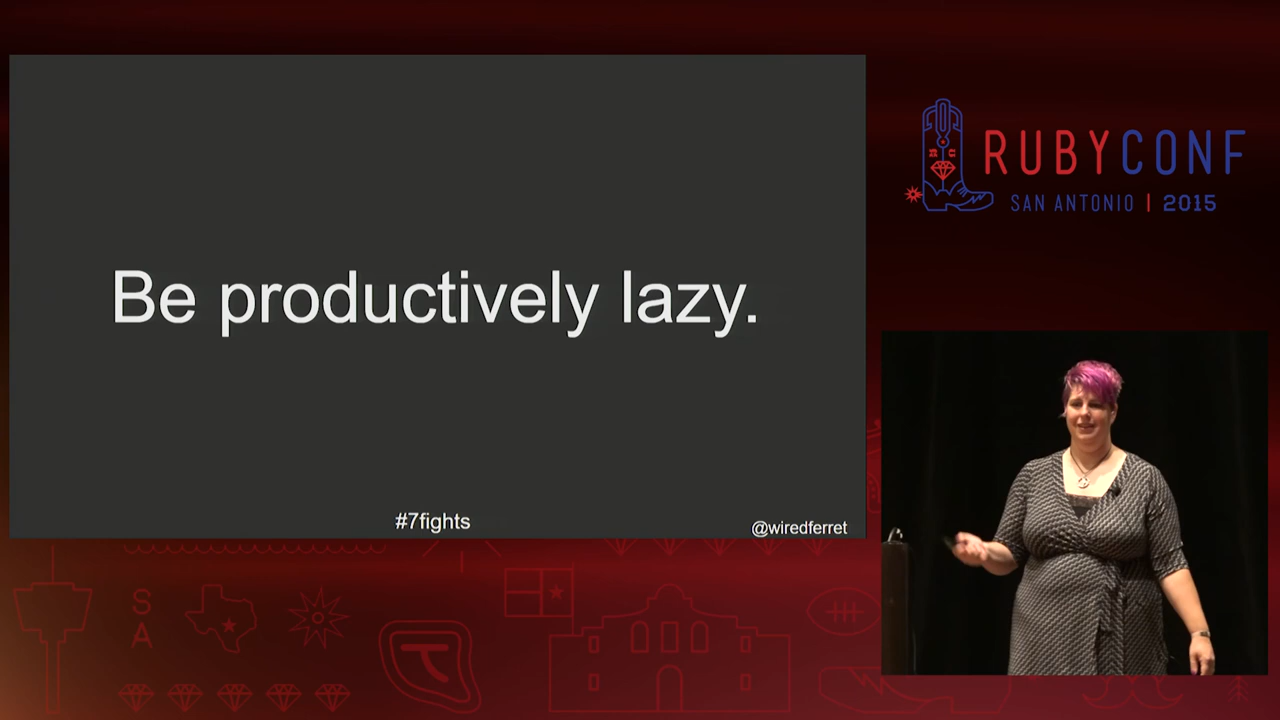 Be productively lazy.
#7fights
@wiredferret
RUBYCONF
SAN ANTONIO | 2015
S
A